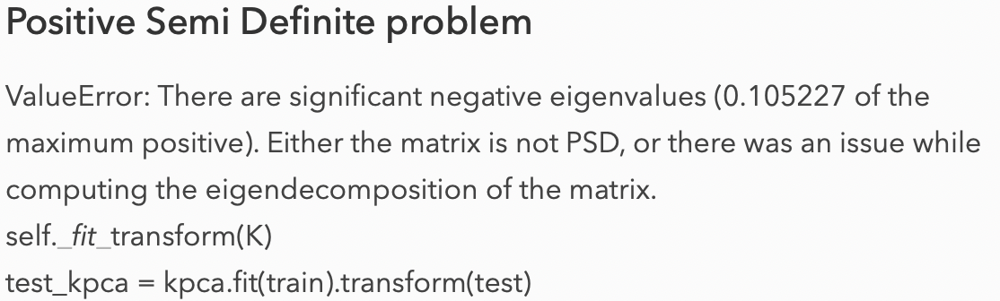 Positive Semi Definite problem
ValueError: There are significant negative eigenvalues (0.105227 of the
maximum positive). Either the matrix is not PSD, or there was an issue while
computing the eigendecomposition of the matrix.
self._fit_transform(K)
test_kpca = kpca.fit(train).transform(test)